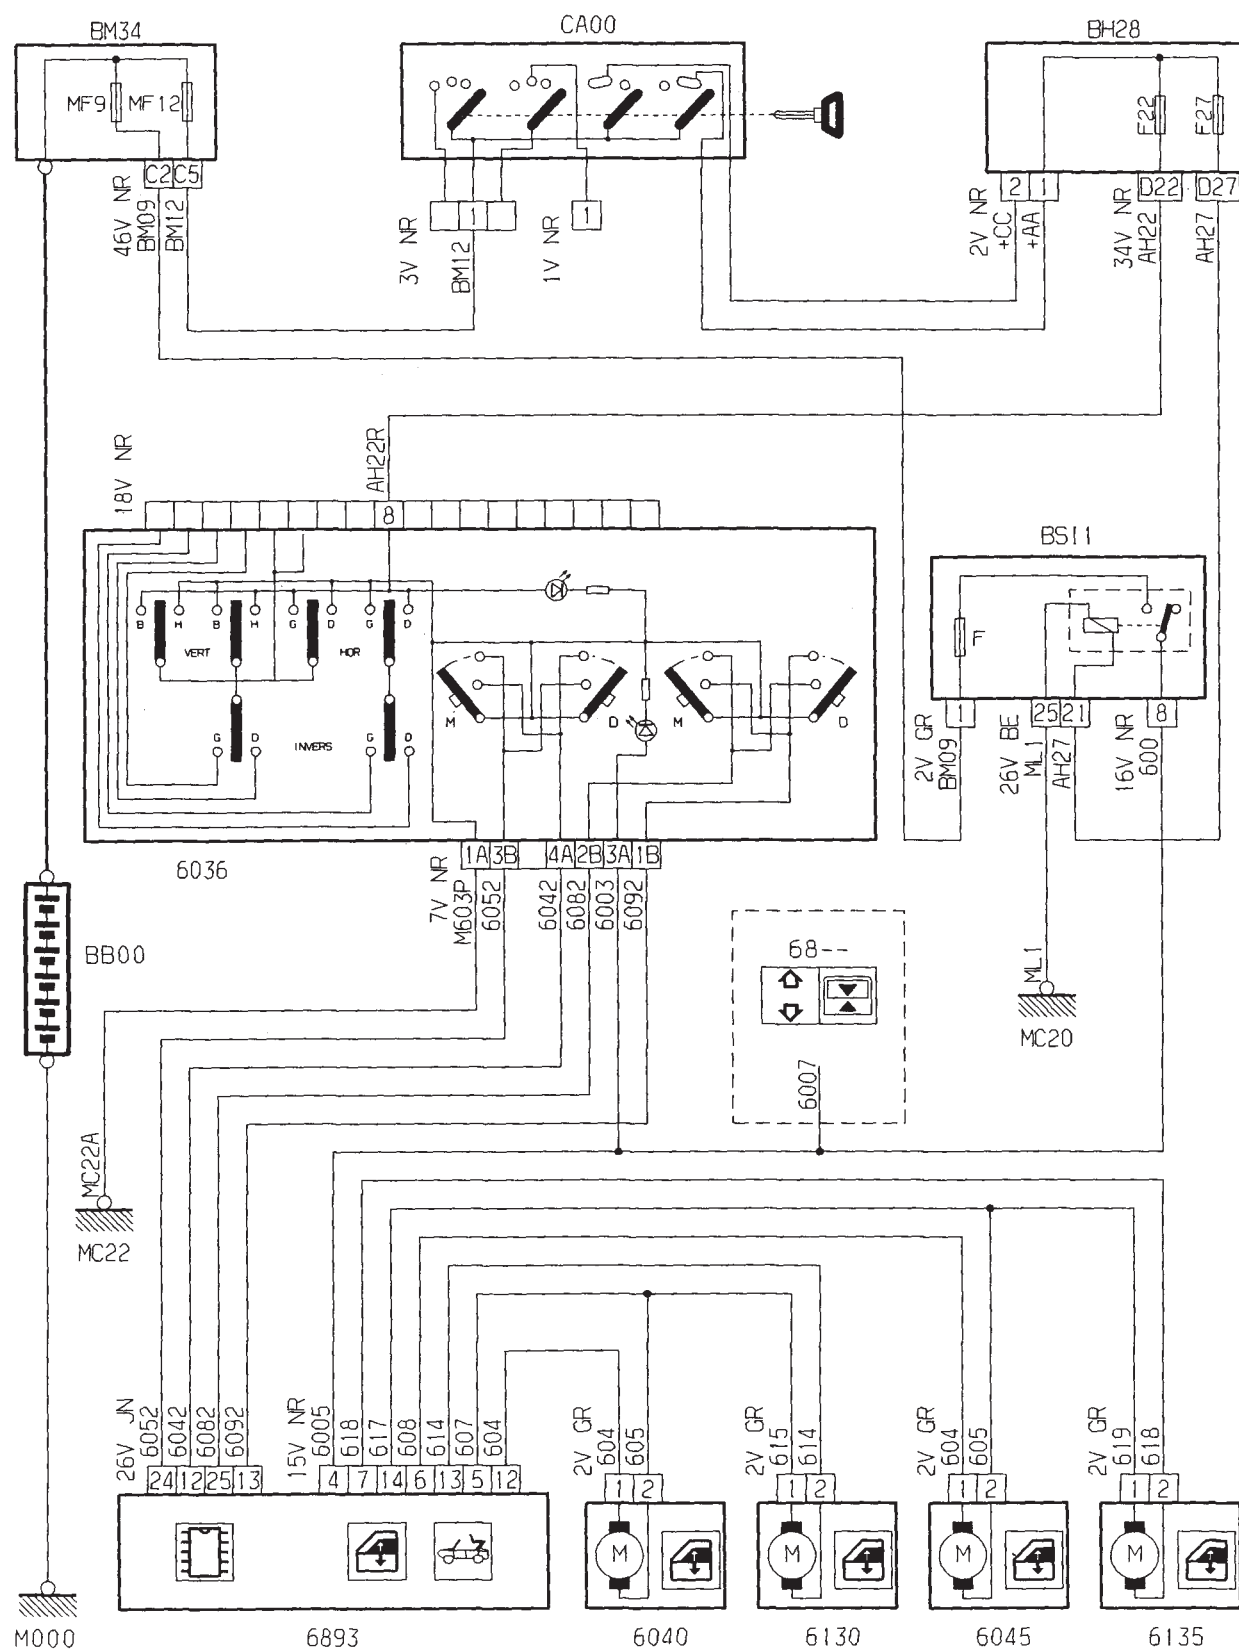 BM34
CA00
BH28
MF9
MF12
F22
F27
C2
C5
1
1
2
1
D22
D27
46V NR
BM09
BM12
3V NR
BM12
1V NR
2V NR
+CC
+AA
34V NR
AH22
AH27
18V NR
AH22R
8
BSI1
B
H
B
H
G
D
G
D
VERT
HOR
F
M
D
M
D
G
D
INVERS
G
D
1
25
21
8
2V GR
BM09
26V BE
ML1
AH27
16V NR
600
6036
1A
3B
4A
2B
3A
1B
7V NR
M603P
6052
6042
6082
6003
6092
BB00
68--
ML1
MC20
6007
MC22A
MC22
26V JN
6052
6042
6082
6092
15V NR
6005
618
617
608
614
607
604
2V GR
604
605
2V GR
615
614
2V GR
604
605
2V GR
619
618
24
12
25
13
4
7
14
6
13
5
12
1
2
1
2
1
2
1
2
M
M
M
M
M000
6893
6040
6130
6045
6135